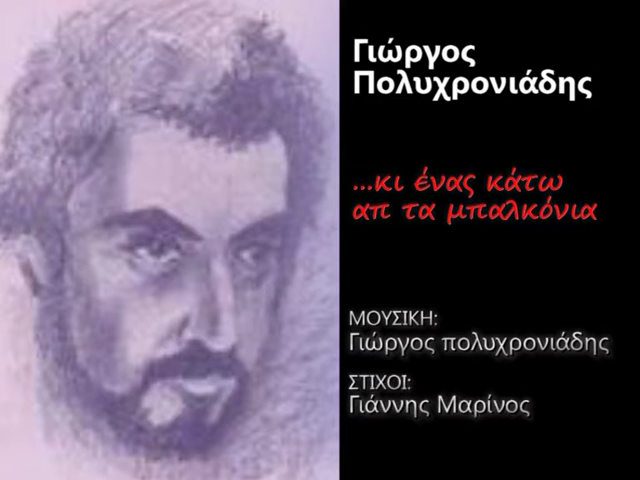 Γιώργος
Πολυχρονιάδης
...κι ένας κάτω
απ τα μπαλκόνια
ΜΟΥΣΙΚΗ:
Γιώργος πολυχρονιάδης
ΣΤΙΧΟΙ:
Γιάννης Μαρίνος